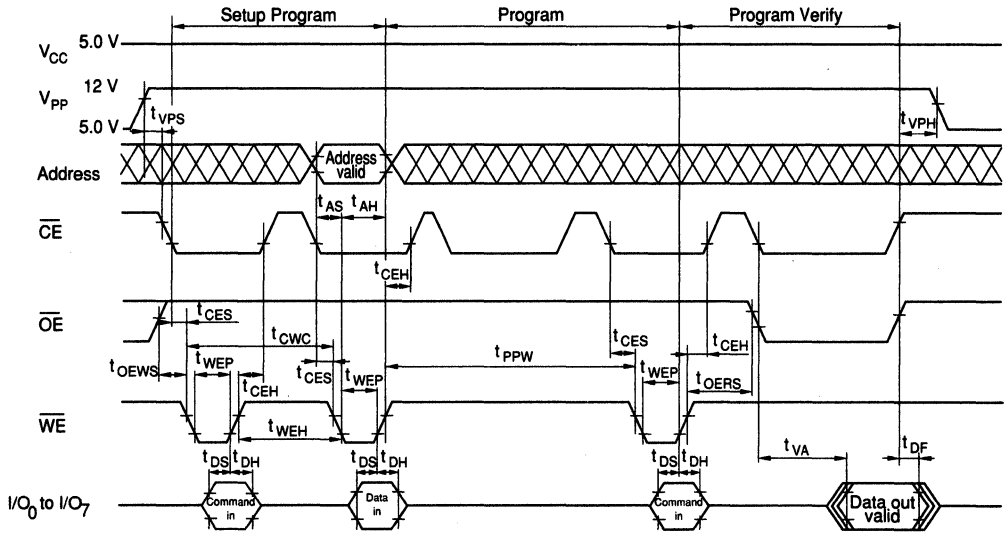 Setup Program Program Program Verify
VCC 5.0 V
VPP 12 V
tVPS tVPH
5.0 V
Address Address valid
tAS tAH
CE
tCEH
OE
tCES tCWC tCES tCEH
tOEWS tWEP tCES tWEP tPPW tWEP tOERS
tCEH
WE
tWEH tVA tDF
tDS tDH tDS tDH tDS tDH
I/O0 to I/O7 Command in Data in Command in Data out valid